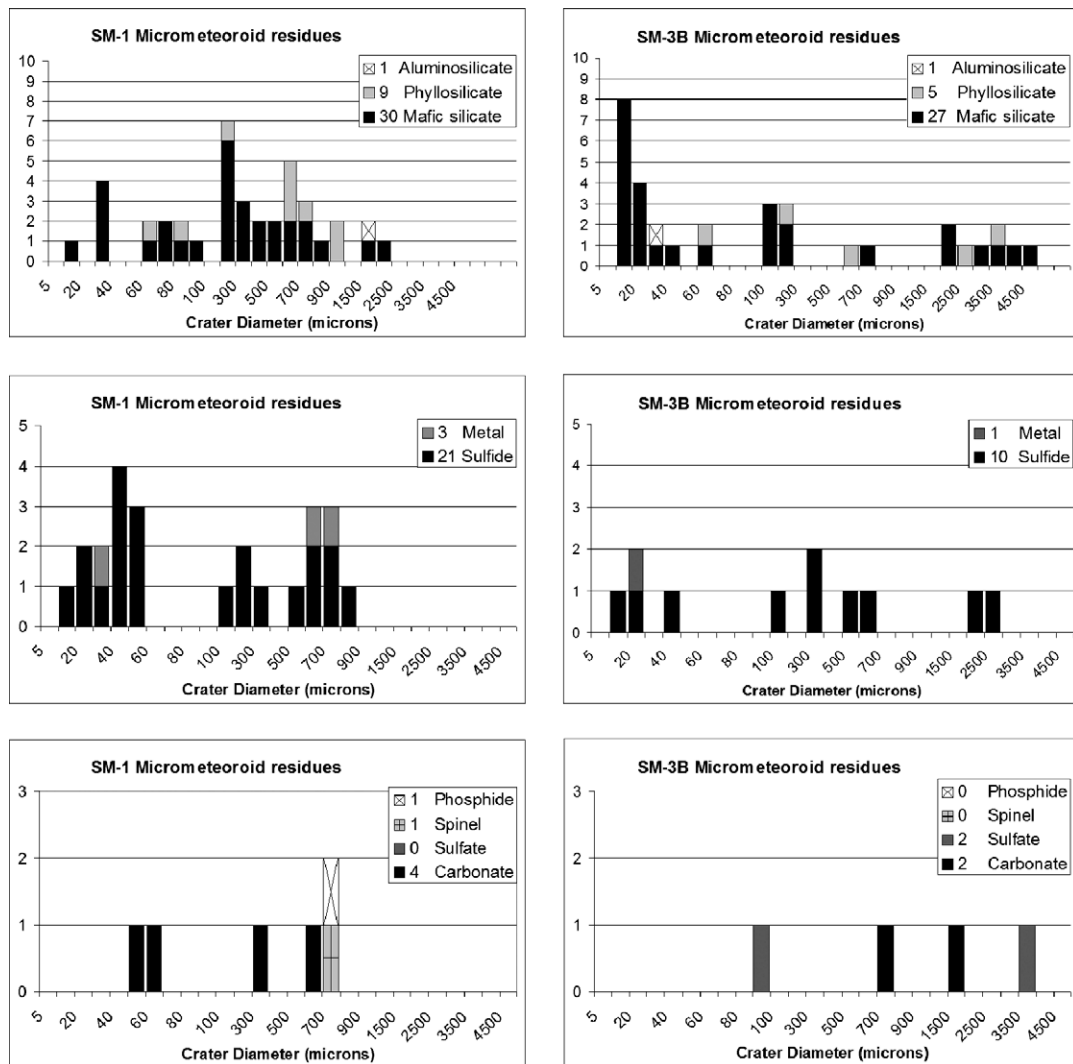 SM-1 Micrometeoroid residues
10
9
8
7
6
5
4
3
2
1
0
1 Aluminosilicate
9 Phyllosilicate
30 Mafic silicate
5 20 40 60 100 300 500 700 900 1500 2500 4500
Crater Diameter (microns)
SM-3B Micrometeoroid residues
10
9
8
7
6
5
4
3
2
1
0
1 Aluminosilicate
5 Phyllosilicate
27 Mafic silicate
5 20 40 60 100 300 500 700 900 1500 2500 3500 4500
Crater Diameter (microns)
SM-1 Micrometeoroid residues
5
4
3
2
1
0
3 Metal
21 Sulfide
5 20 40 60 100 300 500 700 900 1500 2500 3500 4500
Crater Diameter (microns)
SM-3B Micrometeoroid residues
5
4
3
2
1
0
1 Metal
10 Sulfide
5 20 40 60 100 300 500 700 900 1500 2500 3500 4500
Crater Diameter (microns)
SM-1 Micrometeoroid residues
3
2
1
0
1 Phosphide
1 Spinel
0 Sulfate
4 Carbonate
5 20 40 60 100 300 500 700 900 1500 2500 3500 4500
Crater Diameter (microns)
SM-3B Micrometeoroid residues
3
2
1
0
0 Phosphide
0 Spinel
2 Sulfate
2 Carbonate
5 20 40 60 100 300 500 700 900 1500 2500 3500 4500
Crater Diameter (microns)